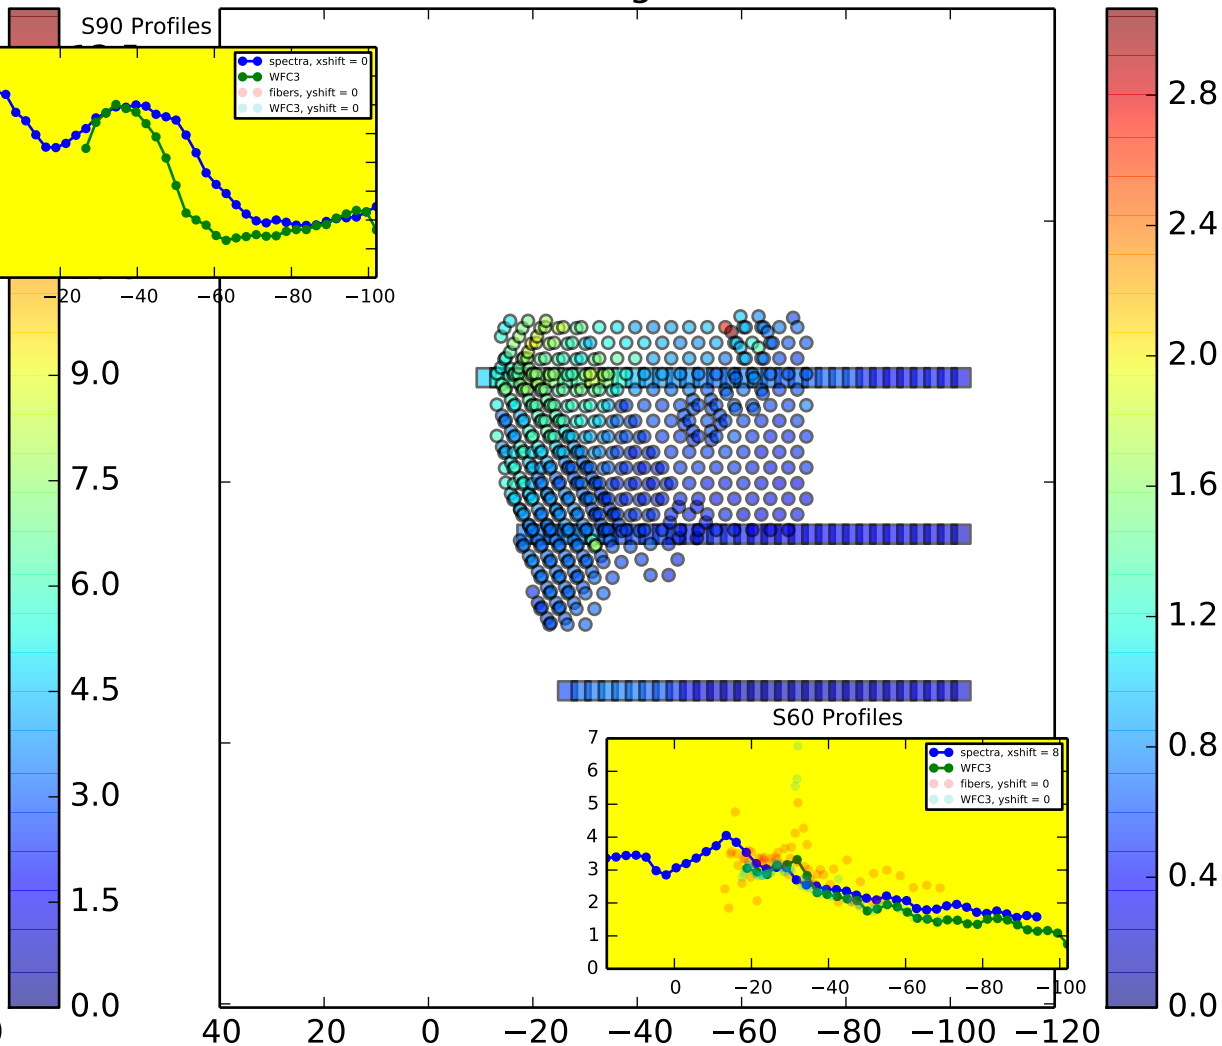 S90 Profiles
spectra, xshift = 0
WFC3
fibers, yshift = 0
WFC3, yshift = 0
−20 −40 −60 −80 −100
9.0
7.5
6.0
4.5
3.0
1.5
0.0
2.8
2.4
2.0
1.6
1.2
0.8
0.4
0.0
S60 Profiles
spectra, xshift = 8
WFC3
fibers, yshift = 0
WFC3, yshift = 0
7
6
5
4
3
2
1
0
0 −20 −40 −60 −80 −100
40 20 0 −20 −40 −60 −80 −100 −120